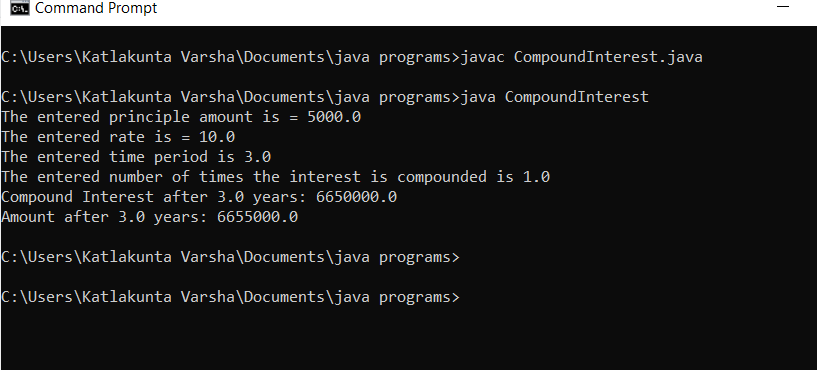 Command Prompt
C:\Users\Katlakunta Varsha\Documents\java programs>javac CompoundInterest.java
C:\Users\Katlakunta Varsha\Documents\java programs>java CompoundInterest
The entered principle amount is = 5000.0
The entered rate is = 10.0
The entered time period is 3.0
The entered number of times the interest is compounded is 1.0
Compound Interest after 3.0 years: 6650000.0
Amount after 3.0 years: 6655000.0
C:\Users\Katlakunta Varsha\Documents\java programs>
C:\Users\Katlakunta Varsha\Documents\java programs>